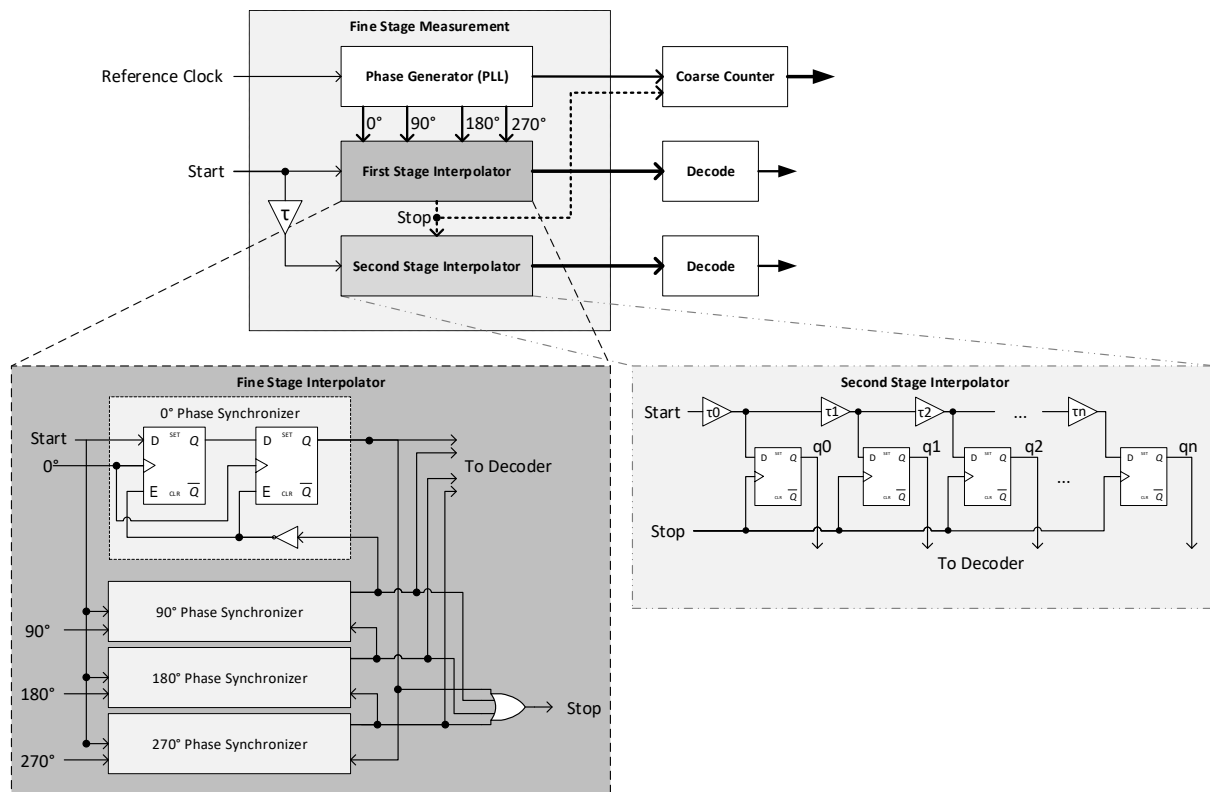 Fine Stage Measurement
Reference Clock
Phase Generator (PLL)
Coarse Counter
0°
90°
180°
270°
Start
First Stage Interpolator
Decode
τ
Stop
Second Stage Interpolator
Decode
Fine Stage Interpolator
0° Phase Synchronizer
Start
0°
D SET Q
E CLR Q
D SET Q
E CLR Q
To Decoder
90° Phase Synchronizer
90°
180° Phase Synchronizer
180°
270° Phase Synchronizer
270°
Stop
Second Stage Interpolator
Start
τ0
τ1
τ2
...
τn
q0
q1
q2
qn
D SET Q
CLR Q
D SET Q
CLR Q
D SET Q
CLR Q
...
D SET Q
CLR Q
Stop
To Decoder